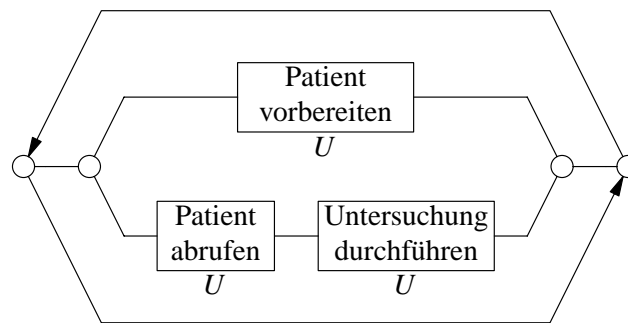 Patient
vorbereiten
U
Patient
abrufen
U
Untersuchung
durchführen
U